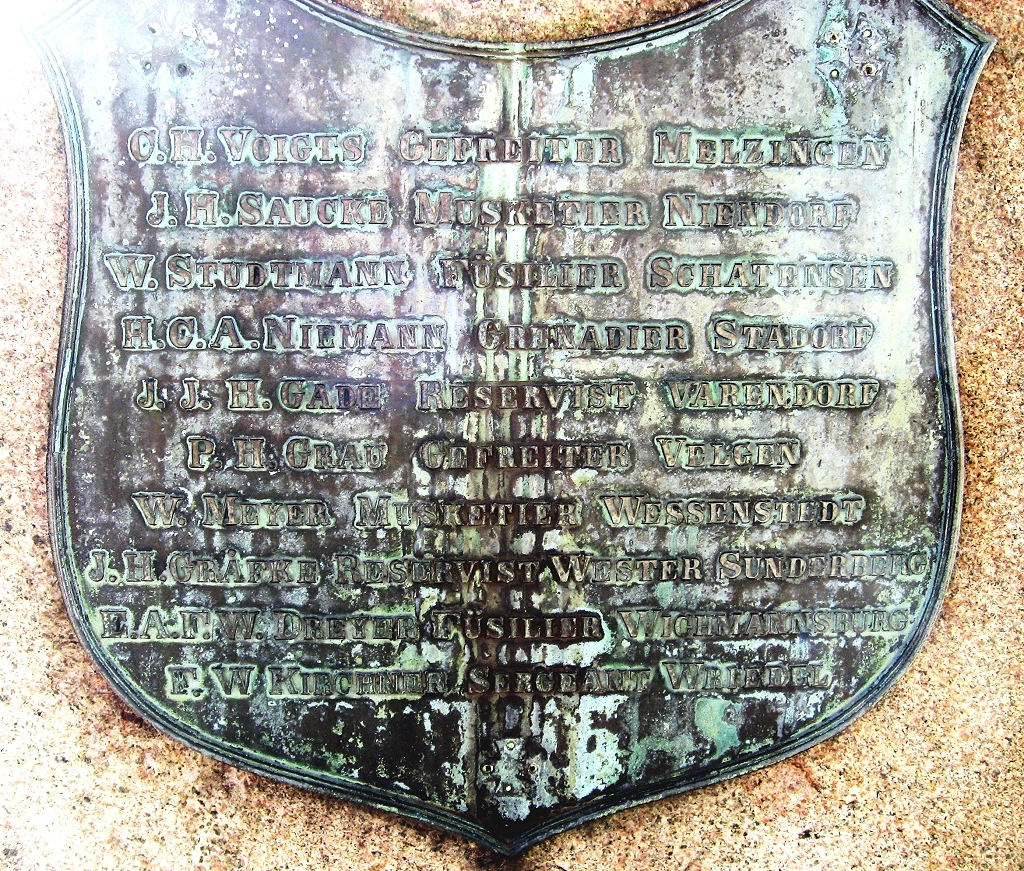 C. H. VOIGTS GEFREITER MELZINGEN
J. H. SAUCKE MUSKETIER NIENDORF
W. STUDTMANN FÜSILIER SCHATENSEN
H. C. A. NIEMANN GRENADIER STADORF
J. J. H. GADE RESERVIST VARENDORF
P. H. GRAU GEFREITER VELGEN
W. MEYER MUSKETIER WESSENSTEDT
J. H. GRÄFKE RESERVIST WESTER SUNDERBERG
E. A. F. W. DREYER FÜSILIER WICHMANNSBURG
F. W KIRCHNER SERGEANT WRIEDEL